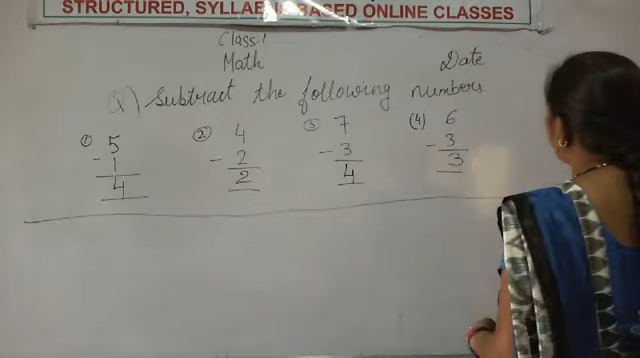 STRUCTURED, SYLLABUS BASED ONLINE CLASSES
Class-1
Math
Date
Q) Subtract the following numbers
① 5
- 1
4
② 4
- 2
2
③ 7
- 3
4
(4) 6
- 3
3